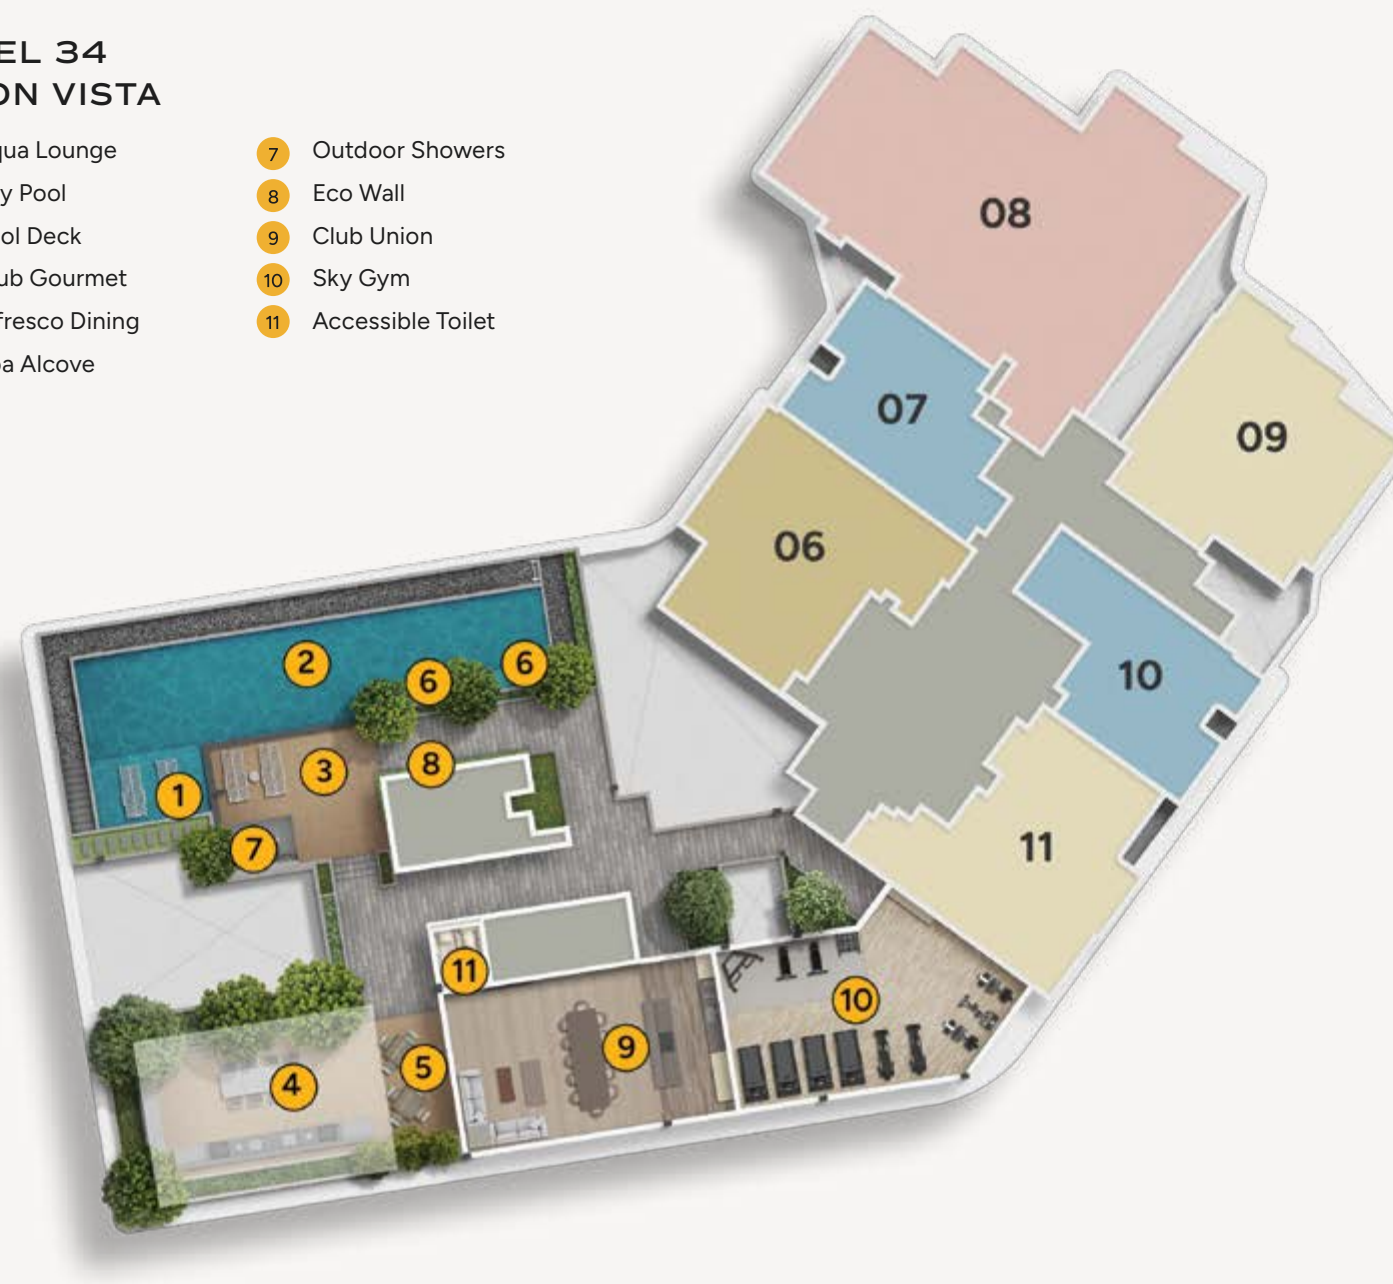 EL 34
ON VISTA
qua Lounge
y Pool
ol Deck
ub Gourmet
fresco Dining
a Alcove
7 Outdoor Showers
8 Eco Wall
9 Club Union
10 Sky Gym
11 Accessible Toilet
08
07
09
06
10
11
2
6
6
3
8
1
7
11
10
9
5
4